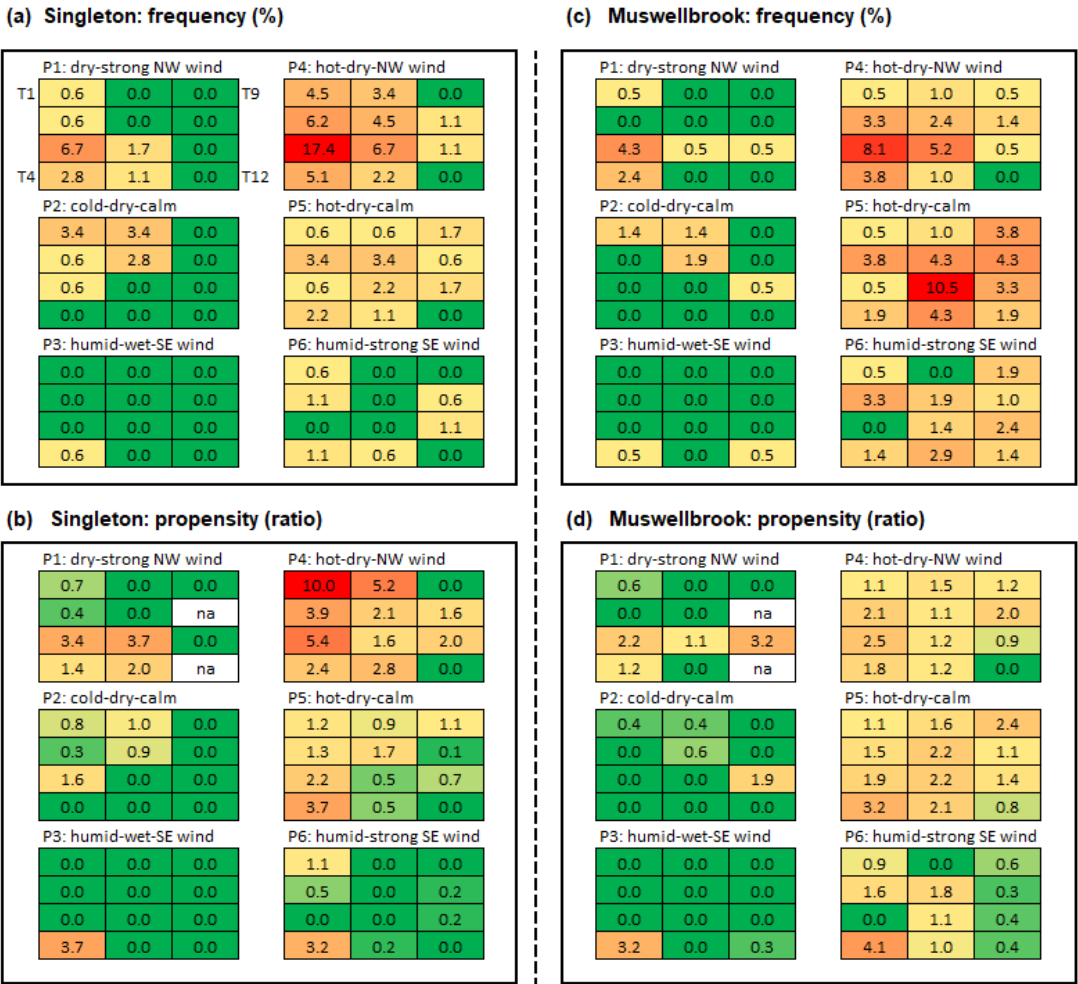 (a) Singleton: frequency (%)
P1: dry-strong NW wind P4: hot-dry-NW wind
T1 0.6 0.0 0.0 T9 4.5 3.4 0.0
0.6 0.0 0.0 6.2 4.5 1.1
6.7 1.7 0.0 17.4 6.7 1.1
T4 2.8 1.1 0.0 T12 5.1 2.2 0.0
P2: cold-dry-calm P5: hot-dry-calm
3.4 3.4 0.0 0.6 0.6 1.7
0.6 2.8 0.0 3.4 3.4 0.6
0.6 0.0 0.0 0.6 2.2 1.7
0.0 0.0 0.0 2.2 1.1 0.0
P3: humid-wet-SE wind P6: humid-strong SE wind
0.0 0.0 0.0 0.6 0.0 0.0
0.0 0.0 0.0 1.1 0.0 0.6
0.0 0.0 0.0 0.0 0.0 1.1
0.6 0.0 0.0 1.1 0.6 0.0
(b) Singleton: propensity (ratio)
P1: dry-strong NW wind P4: hot-dry-NW wind
0.7 0.0 0.0 10.0 5.2 0.0
0.4 0.0 na 3.9 2.1 1.6
3.4 3.7 0.0 5.4 1.6 2.0
1.4 2.0 na 2.4 2.8 0.0
P2: cold-dry-calm P5: hot-dry-calm
0.8 1.0 0.0 1.2 0.9 1.1
0.3 0.9 0.0 1.3 1.7 0.1
1.6 0.0 0.0 2.2 0.5 0.7
0.0 0.0 0.0 3.7 0.5 0.0
P3: humid-wet-SE wind P6: humid-strong SE wind
0.0 0.0 0.0 1.1 0.0 0.0
0.0 0.0 0.0 0.5 0.0 0.2
0.0 0.0 0.0 0.0 0.0 0.2
3.7 0.0 0.0 3.2 0.2 0.0
(c) Muswellbrook: frequency (%)
P1: dry-strong NW wind P4: hot-dry-NW wind
0.5 0.0 0.0 0.5 1.0 0.5
0.0 0.0 0.0 3.3 2.4 1.4
4.3 0.5 0.5 8.1 5.2 0.5
2.4 0.0 0.0 3.8 1.0 0.0
P2: cold-dry-calm P5: hot-dry-calm
1.4 1.4 0.0 0.5 1.0 3.8
0.0 1.9 0.0 3.8 4.3 4.3
0.0 0.0 0.5 0.5 10.5 3.3
0.0 0.0 0.0 1.9 4.3 1.9
P3: humid-wet-SE wind P6: humid-strong SE wind
0.0 0.0 0.0 0.5 0.0 1.9
0.0 0.0 0.0 3.3 1.9 1.0
0.0 0.0 0.0 0.0 1.4 2.4
0.5 0.0 0.5 1.4 2.9 1.4
(d) Muswellbrook: propensity (ratio)
P1: dry-strong NW wind P4: hot-dry-NW wind
0.6 0.0 0.0 1.1 1.5 1.2
0.0 0.0 na 2.1 1.1 2.0
2.2 1.1 3.2 2.5 1.2 0.9
1.2 0.0 na 1.8 1.2 0.0
P2: cold-dry-calm P5: hot-dry-calm
0.4 0.4 0.0 1.1 1.6 2.4
0.0 0.6 0.0 1.5 2.2 1.1
0.0 0.0 1.9 1.9 2.2 1.4
0.0 0.0 0.0 3.2 2.1 0.8
P3: humid-wet-SE wind P6: humid-strong SE wind
0.0 0.0 0.0 0.9 0.0 0.6
0.0 0.0 0.0 1.6 1.8 0.3
0.0 0.0 0.0 0.0 1.1 0.4
3.2 0.0 0.3 4.1 1.0 0.4